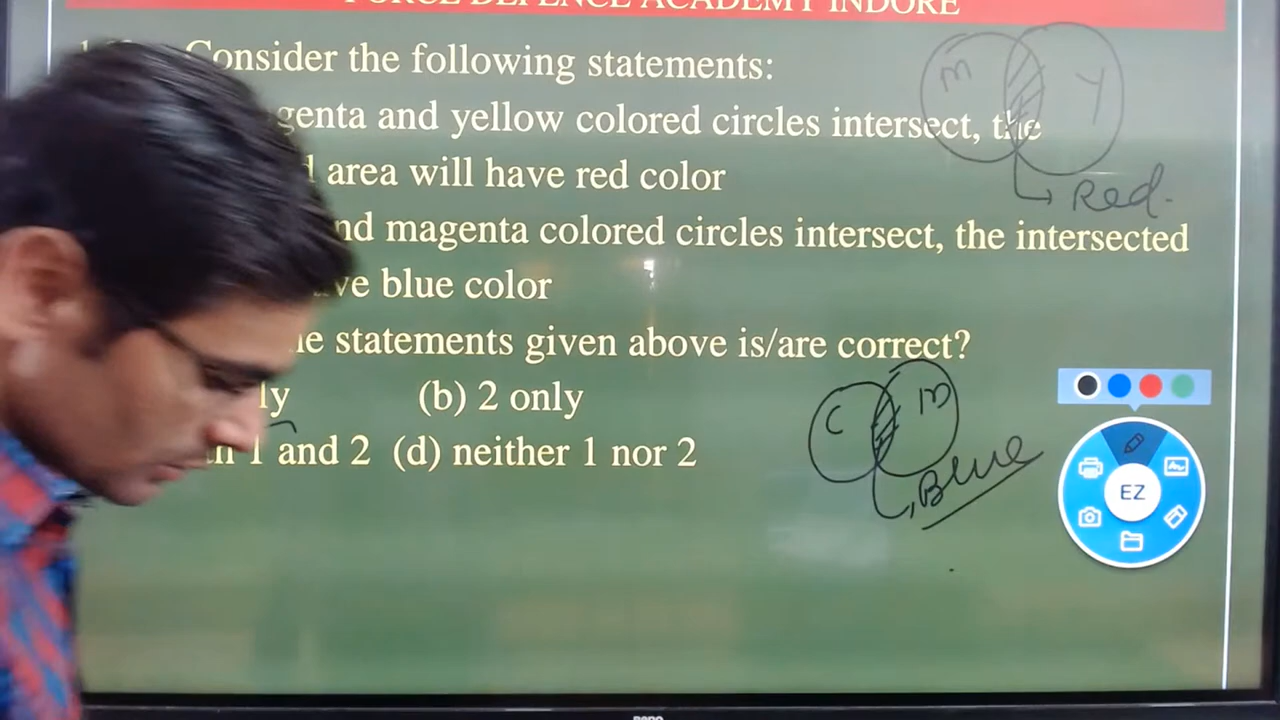 FORCE DEFENCE ACADEMY INDORE
Consider the following statements:
genta and yellow colored circles intersect, the
area will have red color
nd magenta colored circles intersect, the intersected
ve blue color
he statements given above is/are correct?
ly (b) 2 only
1 and 2 (d) neither 1 nor 2
m Y
Red.
C m
Blue
EZ
BenQ